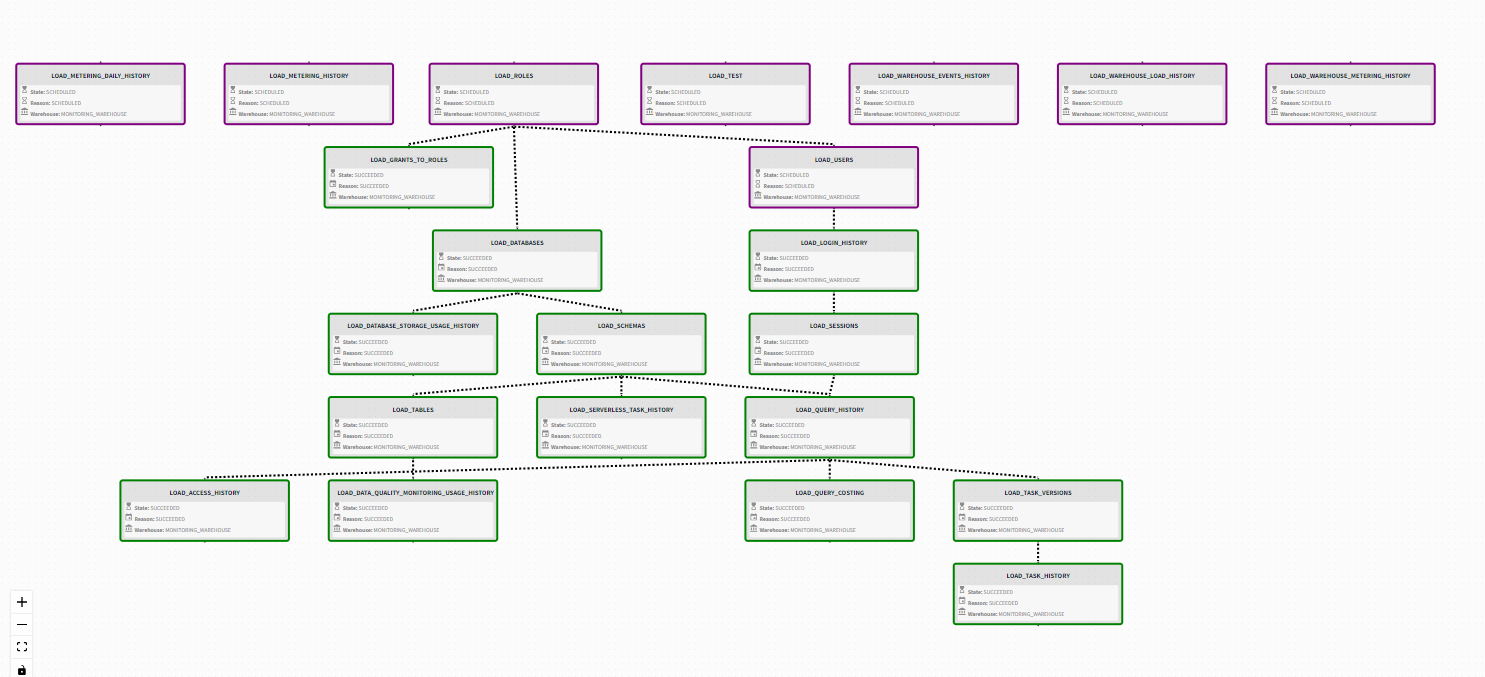 LOAD_METERING_DAILY_HISTORY
State: SCHEDULED
Reason: SCHEDULED
Warehouse: MONITORING_WAREHOUSE
LOAD_METERING_HISTORY
State: SCHEDULED
Reason: SCHEDULED
Warehouse: MONITORING_WAREHOUSE
LOAD_ROLES
State: SCHEDULED
Reason: SCHEDULED
Warehouse: MONITORING_WAREHOUSE
LOAD_TEST
State: SCHEDULED
Reason: SCHEDULED
Warehouse: MONITORING_WAREHOUSE
LOAD_WAREHOUSE_EVENTS_HISTORY
State: SCHEDULED
Reason: SCHEDULED
Warehouse: MONITORING_WAREHOUSE
LOAD_WAREHOUSE_LOAD_HISTORY
State: SCHEDULED
Reason: SCHEDULED
Warehouse: MONITORING_WAREHOUSE
LOAD_WAREHOUSE_METERING_HISTORY
State: SCHEDULED
Reason: SCHEDULED
Warehouse: MONITORING_WAREHOUSE
LOAD_GRANTS_TO_ROLES
State: SUCCEEDED
Reason: SUCCEEDED
Warehouse: MONITORING_WAREHOUSE
LOAD_USERS
State: SCHEDULED
Reason: SCHEDULED
Warehouse: MONITORING_WAREHOUSE
LOAD_DATABASES
State: SUCCEEDED
Reason: SUCCEEDED
Warehouse: MONITORING_WAREHOUSE
LOAD_LOGIN_HISTORY
State: SUCCEEDED
Reason: SUCCEEDED
Warehouse: MONITORING_WAREHOUSE
LOAD_DATABASE_STORAGE_USAGE_HISTORY
State: SUCCEEDED
Reason: SUCCEEDED
Warehouse: MONITORING_WAREHOUSE
LOAD_SCHEMAS
State: SUCCEEDED
Reason: SUCCEEDED
Warehouse: MONITORING_WAREHOUSE
LOAD_SESSIONS
State: SUCCEEDED
Reason: SUCCEEDED
Warehouse: MONITORING_WAREHOUSE
LOAD_TABLES
State: SUCCEEDED
Reason: SUCCEEDED
Warehouse: MONITORING_WAREHOUSE
LOAD_SERVERLESS_TASK_HISTORY
State: SUCCEEDED
Reason: SUCCEEDED
Warehouse: MONITORING_WAREHOUSE
LOAD_QUERY_HISTORY
State: SUCCEEDED
Reason: SUCCEEDED
Warehouse: MONITORING_WAREHOUSE
LOAD_ACCESS_HISTORY
State: SUCCEEDED
Reason: SUCCEEDED
Warehouse: MONITORING_WAREHOUSE
LOAD_DATA_QUALITY_MONITORING_USAGE_HISTORY
State: SUCCEEDED
Reason: SUCCEEDED
Warehouse: MONITORING_WAREHOUSE
LOAD_QUERY_COSTING
State: SUCCEEDED
Reason: SUCCEEDED
Warehouse: MONITORING_WAREHOUSE
LOAD_TASK_VERSIONS
State: SUCCEEDED
Reason: SUCCEEDED
Warehouse: MONITORING_WAREHOUSE
LOAD_TASK_HISTORY
State: SUCCEEDED
Reason: SUCCEEDED
Warehouse: MONITORING_WAREHOUSE